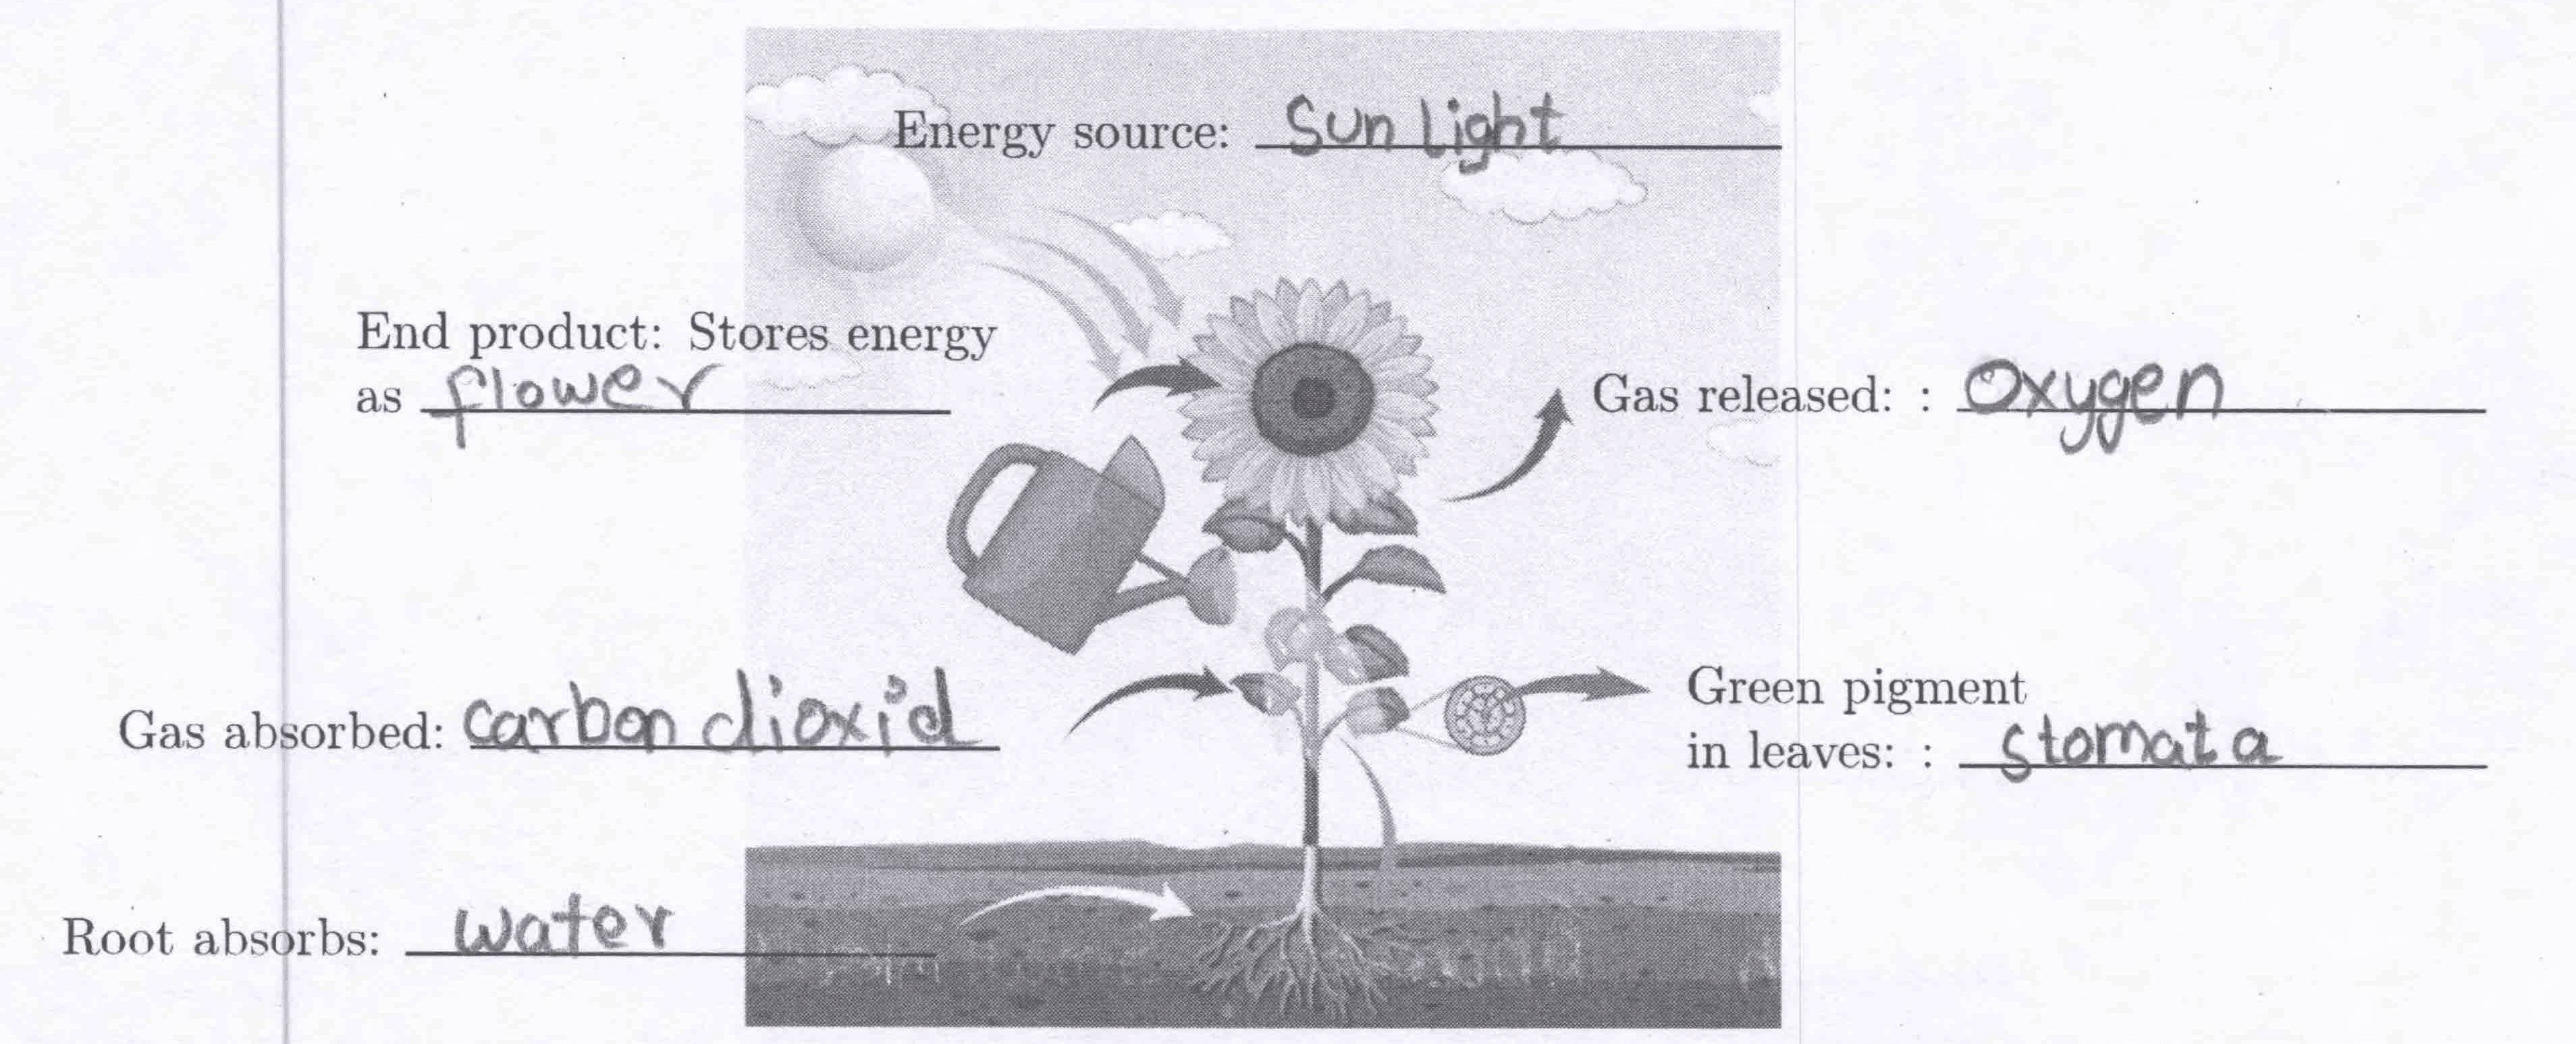 Energy source: Sun light
End product: Stores energy
as flower
Gas released: : Oxygen
Gas absorbed: carbon dioxid
Green pigment
in leaves: : stomata
Root absorbs: water